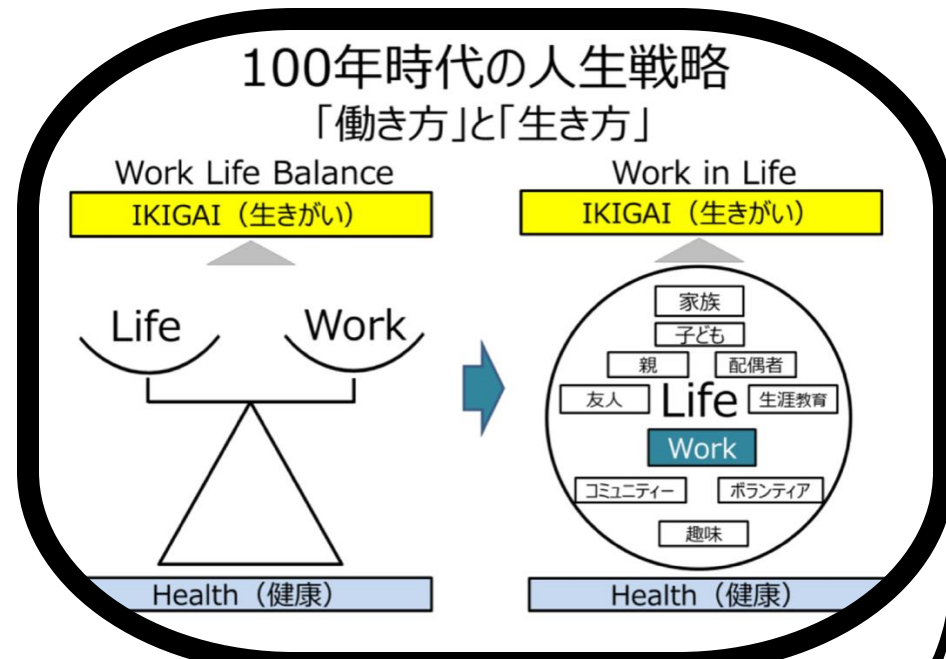 100年時代の人生戦略
「働き方」と「生き方」
Work Life Balance
IKIGAI（生きがい）
Life
Work
Health（健康）
Work in Life
IKIGAI（生きがい）
家族
子ども
親
配偶者
友人
Life
生涯教育
Work
コミュニティー
ボランティア
趣味
Health（健康）